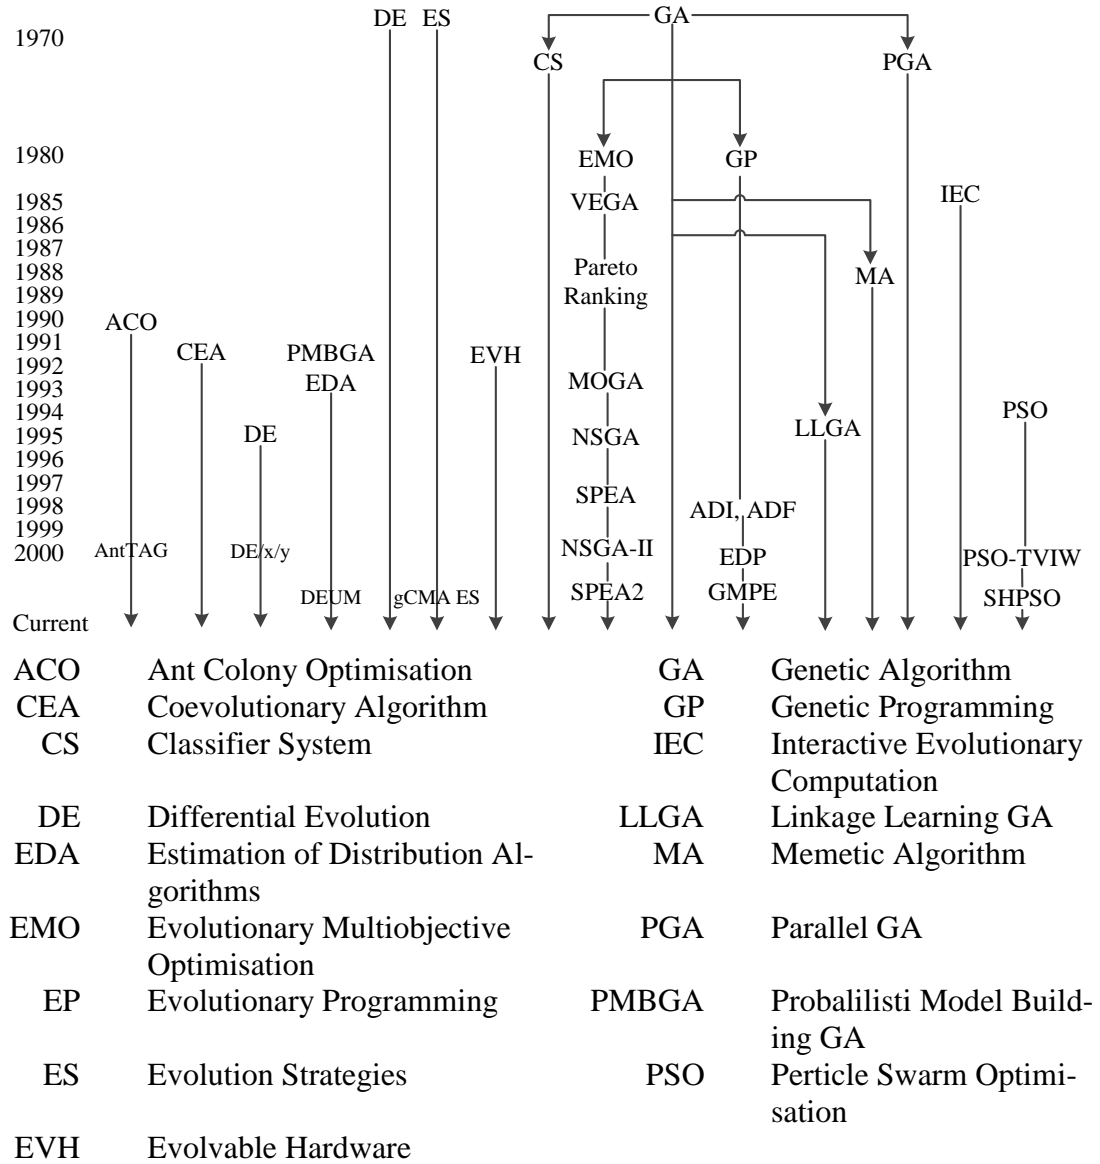 DE ES GA
1970
CS PGA
1980 EMO GP
1985 VEGA IEC
1986
1987
1988 Pareto MA
1989 Ranking
1990 ACO
1991 CEA PMBGA EVH
1992
1993 EDA MOGA
1994 PSO
1995 DE NSGA LLGA
1996
1997 SPEA
1998 ADI, ADF
1999
2000 AntTAG DE/x/y NSGA-II EDP PSO-TVIW
DEUM gCMA ES SPEA2 GMPE SHPSO
Current
ACO Ant Colony Optimisation GA Genetic Algorithm
CEA Coevolutionary Algorithm GP Genetic Programming
CS Classifier System IEC Interactive Evolutionary
Computation
DE Differential Evolution LLGA Linkage Learning GA
EDA Estimation of Distribution Al-
gorithms MA Memetic Algorithm
EMO Evolutionary Multiobjective
Optimisation PGA Parallel GA
EP Evolutionary Programming PMBGA Probalilisti Model Build-
ing GA
ES Evolution Strategies PSO Perticle Swarm Optimi-
sation
EVH Evolvable Hardware